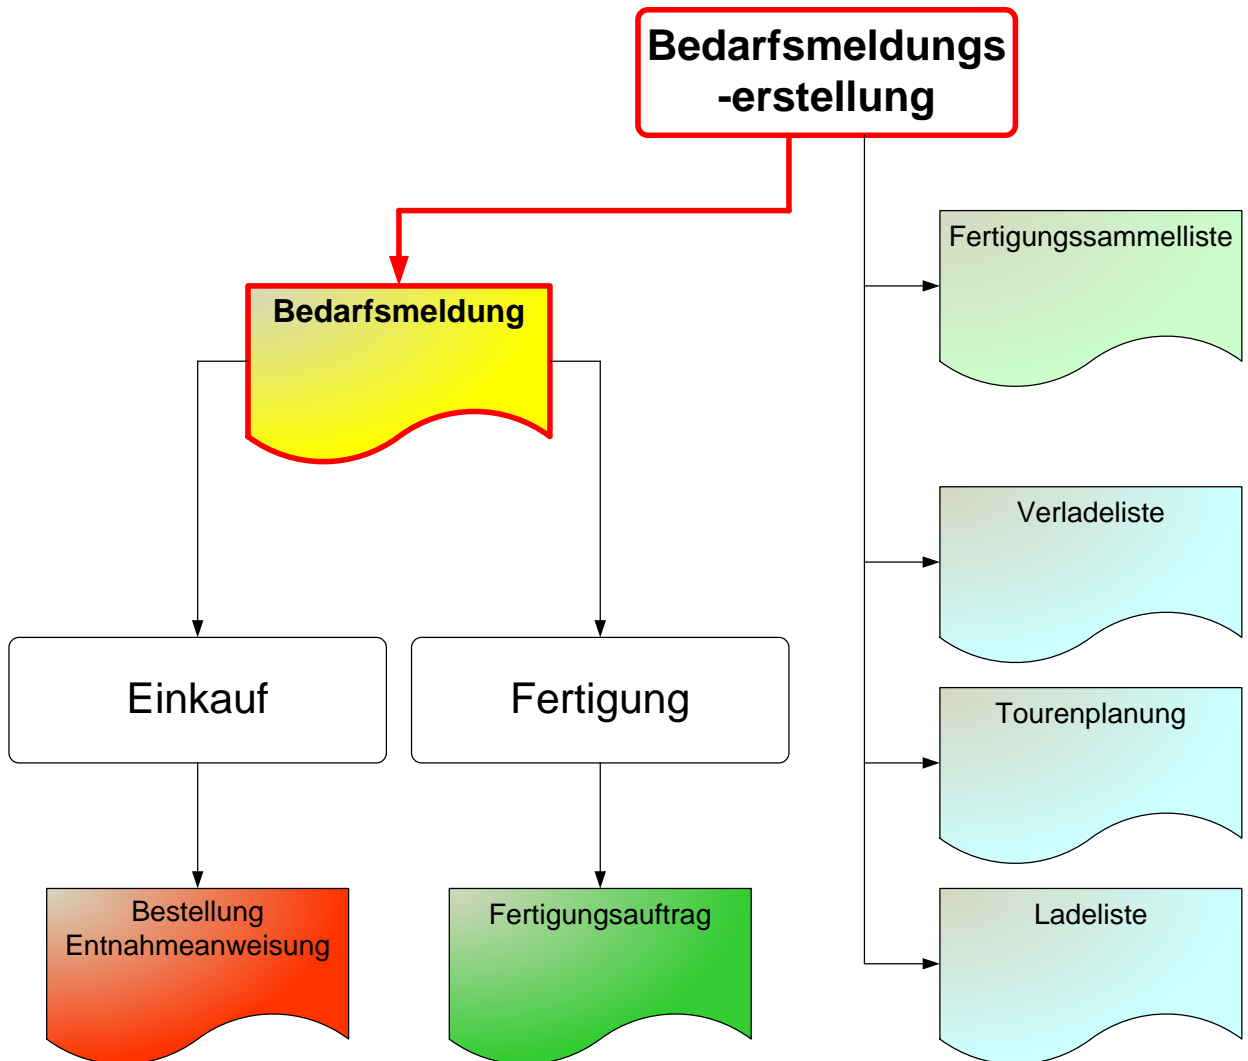 Bedarfsmeldungs
-erstellung
Fertigungssammelliste
Bedarfsmeldung
Verladeliste
Einkauf
Fertigung
Tourenplanung
Bestellung
Entnahmeanweisung
Fertigungsauftrag
Ladeliste